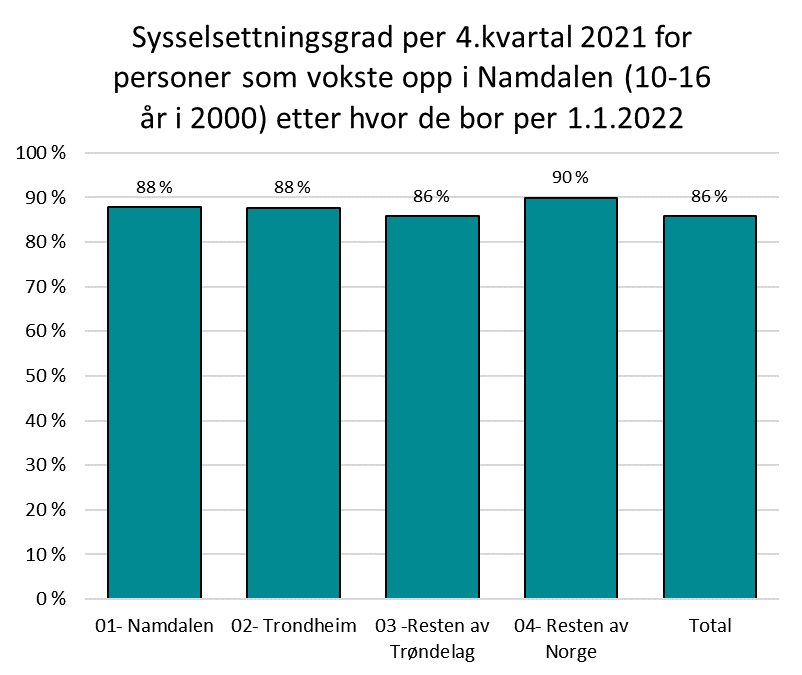 Sysselsettningsgrad per 4.kvartal 2021 for
personer som vokste opp i Namdalen (10-16
år i 2000) etter hvor de bor per 1.1.2022
100 %
90 %
80 %
70 %
60 %
50 %
40 %
30 %
20 %
10 %
0 %
88 %
88 %
86 %
90 %
86 %
01- Namdalen
02- Trondheim
03 -Resten av
Trøndelag
04- Resten av
Norge
Total